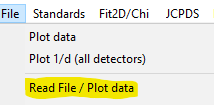 File Standards Fit2D/Chi JCPDS
Plot data
Plot 1/d (all detectors)
Read File / Plot data